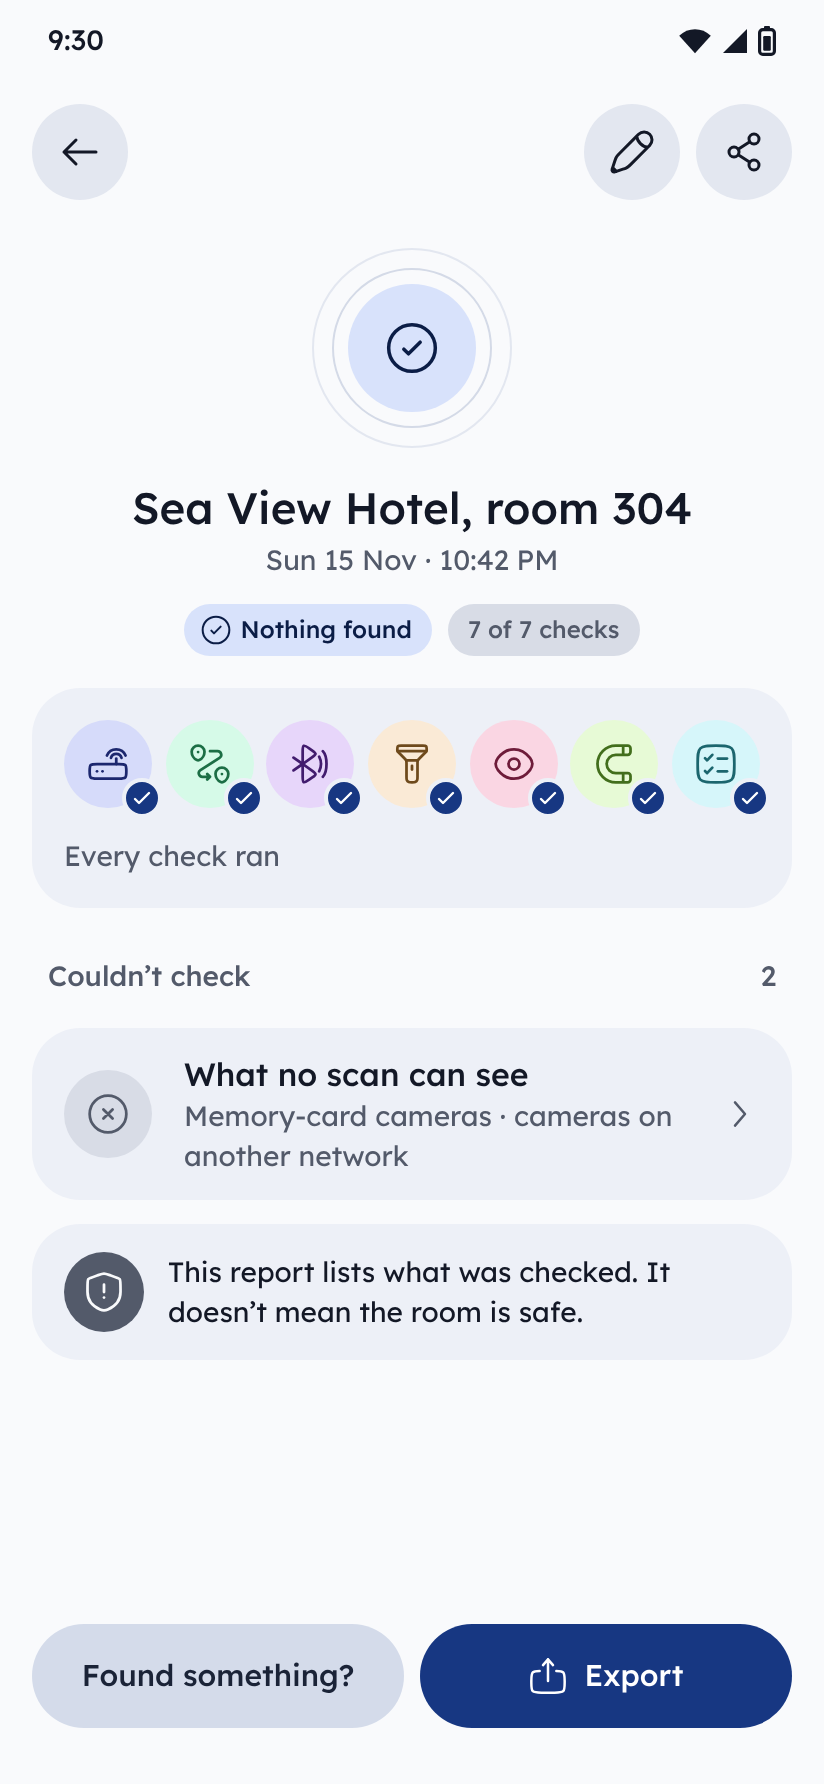 9:30
Sea View Hotel, room 304
Sun 15 Nov · 10:42 PM
Nothing found
7 of 7 checks
Every check ran
Couldn’t check
2
What no scan can see
Memory-card cameras · cameras on
another network
This report lists what was checked. It
doesn’t mean the room is safe.
Found something?
Export